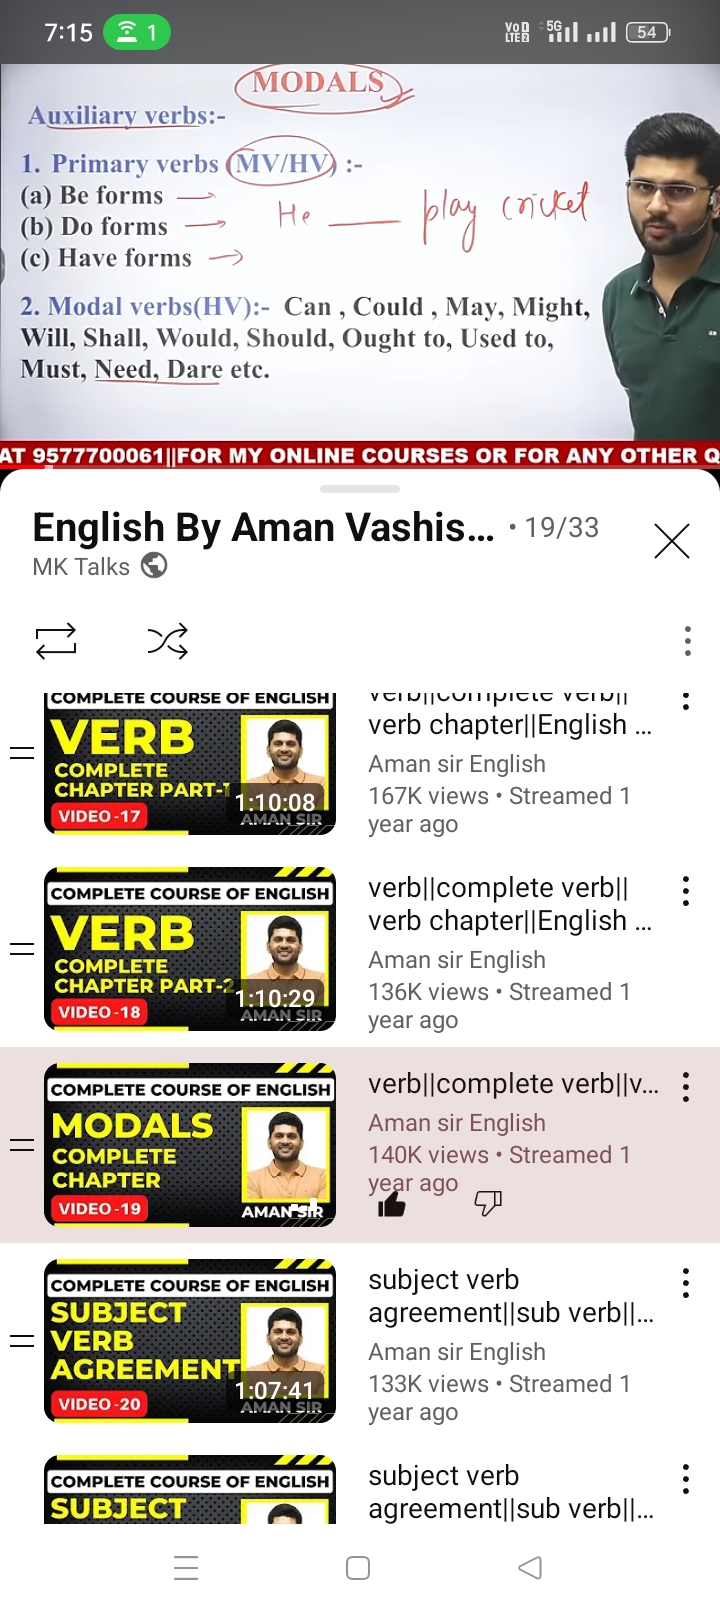 7:15 1 VoD LTE2 5G 54
MODALS
Auxiliary verbs:-
1. Primary verbs (MV/HV) :-
(a) Be forms
He play cricket
(b) Do forms
(c) Have forms
2. Modal verbs(HV):- Can , Could , May, Might,
Will, Shall, Would, Should, Ought to, Used to,
Must, Need, Dare etc.
AT 9577700061||FOR MY ONLINE COURSES OR FOR ANY OTHER Q
English By Aman Vashis... • 19/33
MK Talks
COMPLETE COURSE OF ENGLISH
VERB
COMPLETE
CHAPTER PART-1
VIDEO -17
1:10:08
AMAN SIR
verb||complete verb||
verb chapter||English ...
Aman sir English
167K views • Streamed 1
year ago
COMPLETE COURSE OF ENGLISH
VERB
COMPLETE
CHAPTER PART-2
VIDEO -18
1:10:29
AMAN SIR
verb||complete verb||
verb chapter||English ...
Aman sir English
136K views • Streamed 1
year ago
COMPLETE COURSE OF ENGLISH
MODALS
COMPLETE
CHAPTER
VIDEO -19
AMAN SIR
verb||complete verb||v...
Aman sir English
140K views • Streamed 1
year ago
COMPLETE COURSE OF ENGLISH
SUBJECT
VERB
AGREEMENT
VIDEO -20
1:07:41
AMAN SIR
subject verb
agreement||sub verb||...
Aman sir English
133K views • Streamed 1
year ago
COMPLETE COURSE OF ENGLISH
SUBJECT
subject verb
agreement||sub verb||...